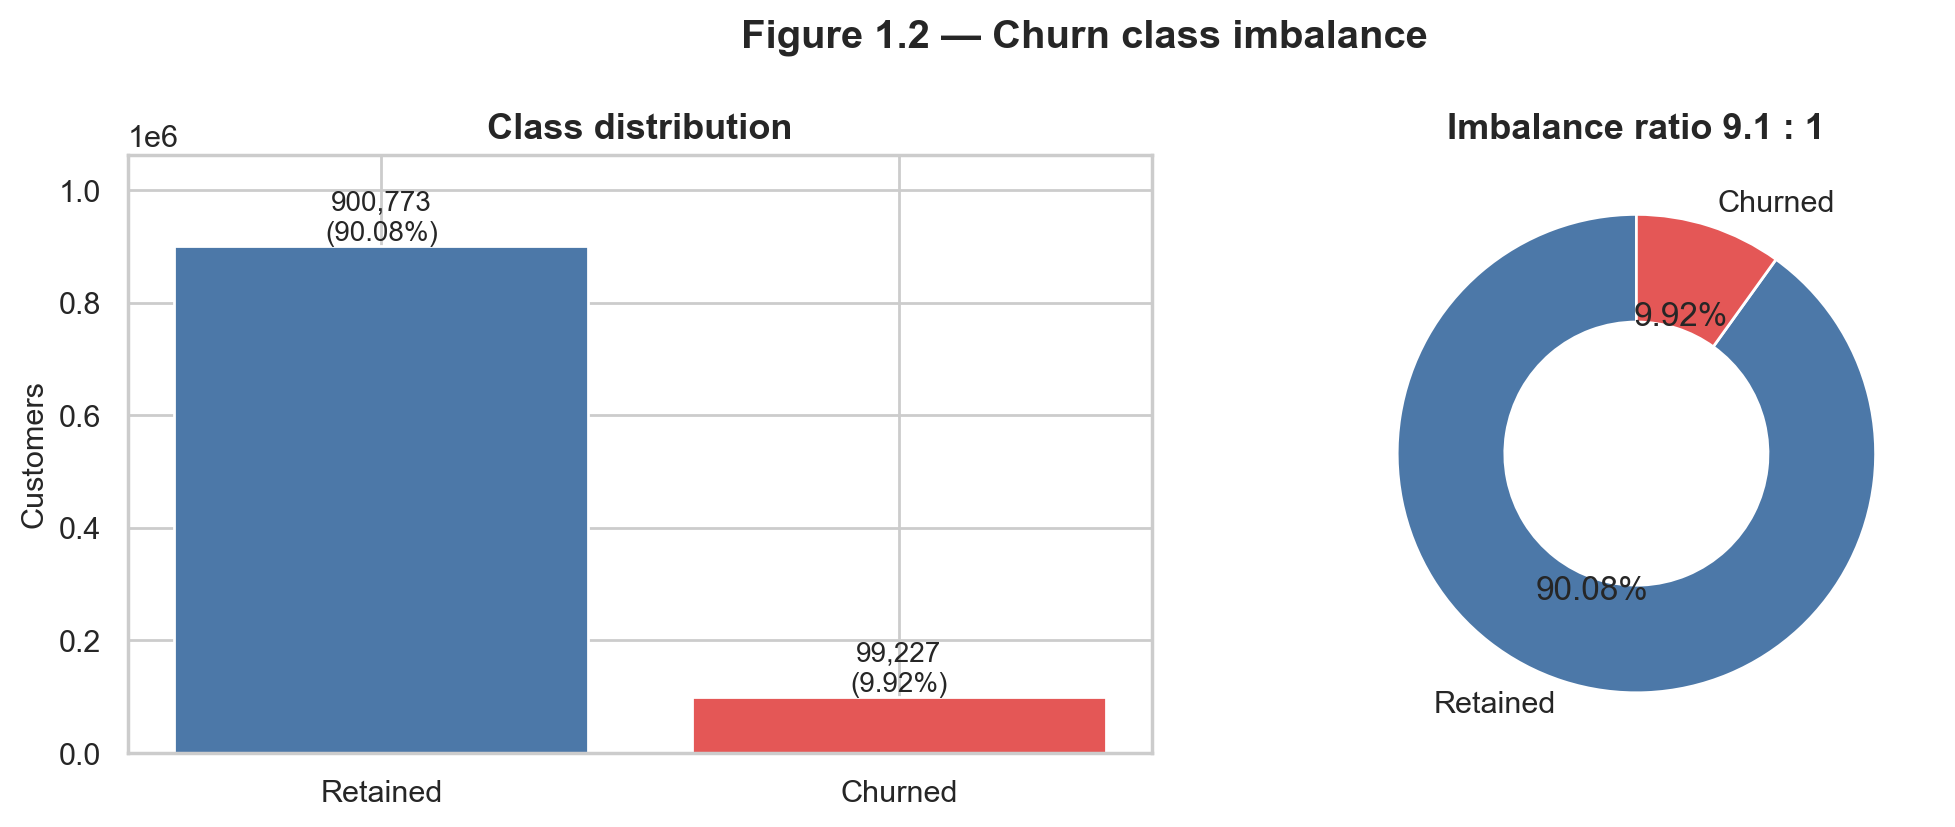 Figure 1.2 — Churn class imbalance
Class distribution
1e6
1.0
0.8
0.6
0.4
0.2
0.0
Customers
900,773
(90.08%)
99,227
(9.92%)
Retained
Churned
Imbalance ratio 9.1 : 1
Churned
9.92%
90.08%
Retained